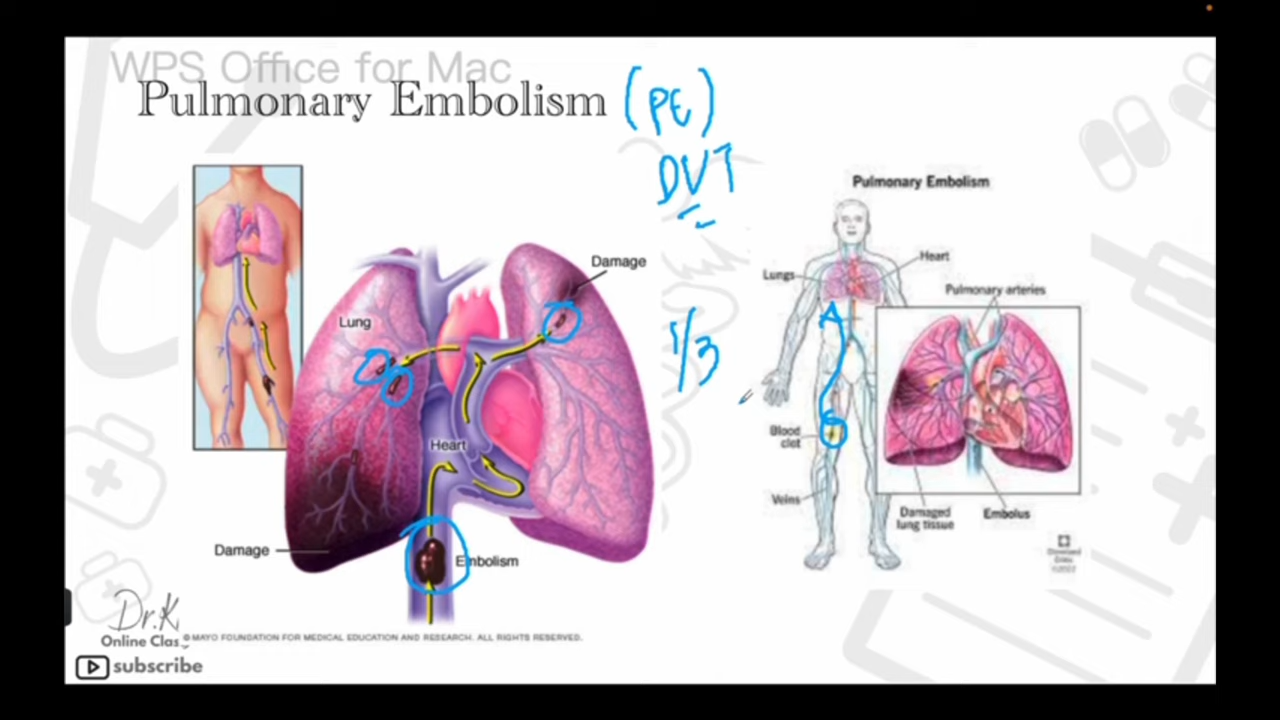 WPS Office for Mac
Pulmonary Embolism (PE)
DVT
1/3
Damage
Lung
Heart
Embolism
Damage
©MAYO FOUNDATION FOR MEDICAL EDUCATION AND RESEARCH. ALL RIGHTS RESERVED.
Pulmonary Embolism
Lungs
Heart
Pulmonary arteries
Blood
clot
Veins
Damaged
lung tissue
Embolus
©2022
Dr.K
Online Clas
subscribe